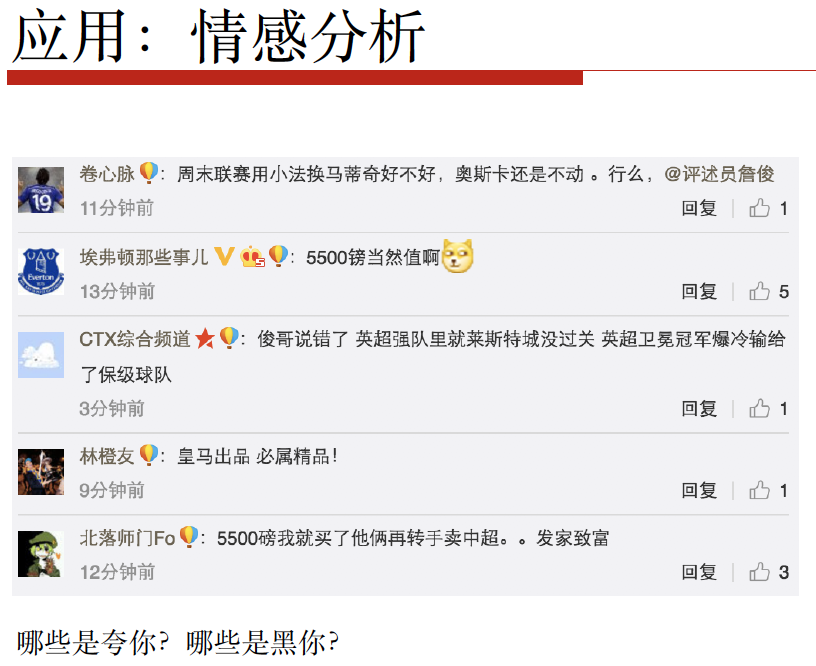 应用：情感分析
卷心脉：周末联赛用小法换马蒂奇好不好，奥斯卡还是不动 。行么，@评述员詹俊
11分钟前
回复 1
19
埃弗顿那些事儿：5500镑当然值啊
13分钟前
回复 5
Everton
CTX综合频道：俊哥说错了 英超强队里就莱斯特城没过关 英超卫冕冠军爆冷输给
了保级球队
3分钟前
回复 1
林橙友：皇马出品 必属精品！
9分钟前
回复 1
北落师门Fo：5500磅我就买了他俩再转手卖中超。。发家致富
12分钟前
回复 3
哪些是夸你？哪些是黑你？